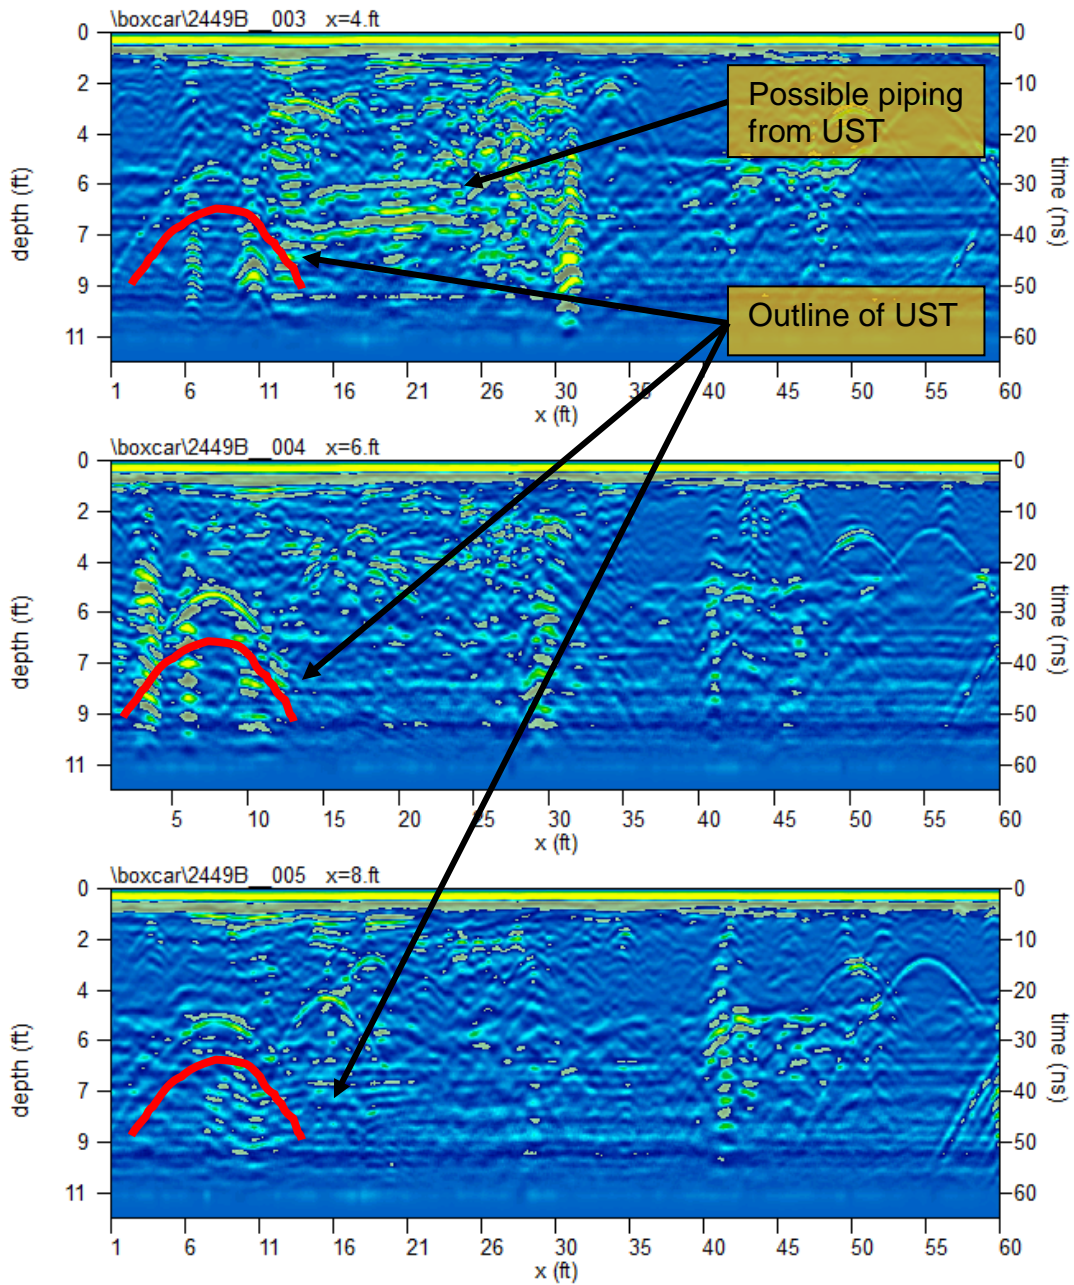 \boxcar\2449B__003 x=4.ft
0
2
4
6
7
9
11
depth (ft)
0
10
20
30
40
50
60
time (ns)
Possible piping
from UST
Outline of UST
1 6 11 16 21 26 30 35 40 45 50 55 60
x (ft)
\boxcar\2449B__004 x=6.ft
0
2
4
6
7
9
11
depth (ft)
0
10
20
30
40
50
60
time (ns)
5 10 15 20 25 30 35 40 45 50 55 60
x (ft)
\boxcar\2449B__005 x=8.ft
0
2
4
6
7
9
11
depth (ft)
0
10
20
30
40
50
60
time (ns)
1 6 11 16 21 26 30 35 40 45 50 55 60
x (ft)